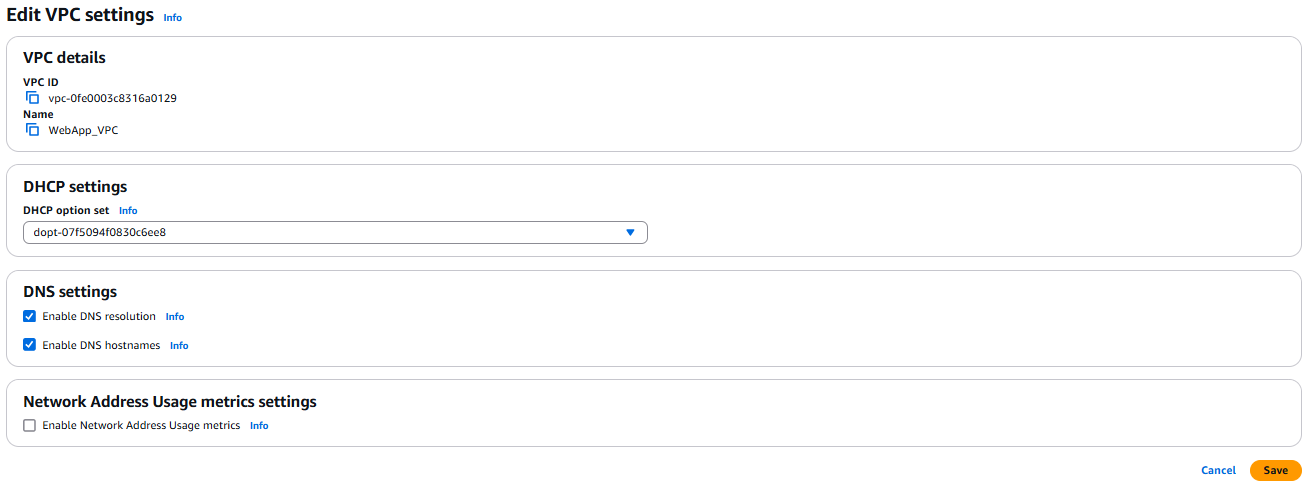 Edit VPC settings Info
VPC details
VPC ID
vpc-0fe0003c8316a0129
Name
WebApp_VPC
DHCP settings
DHCP option set Info
dopt-07f5094f0830c6ee8
DNS settings
Enable DNS resolution Info
Enable DNS hostnames Info
Network Address Usage metrics settings
Enable Network Address Usage metrics Info
Cancel Save